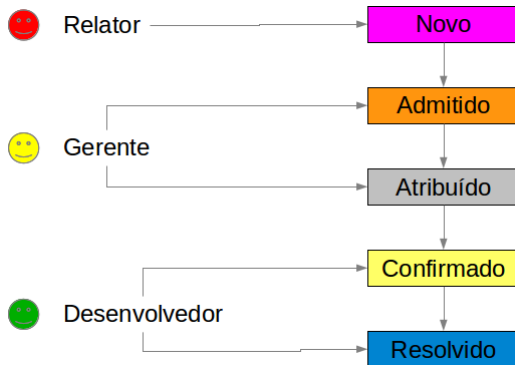 Relator
Novo
Admitido
Gerente
Atribuído
Confirmado
Desenvolvedor
Resolvido